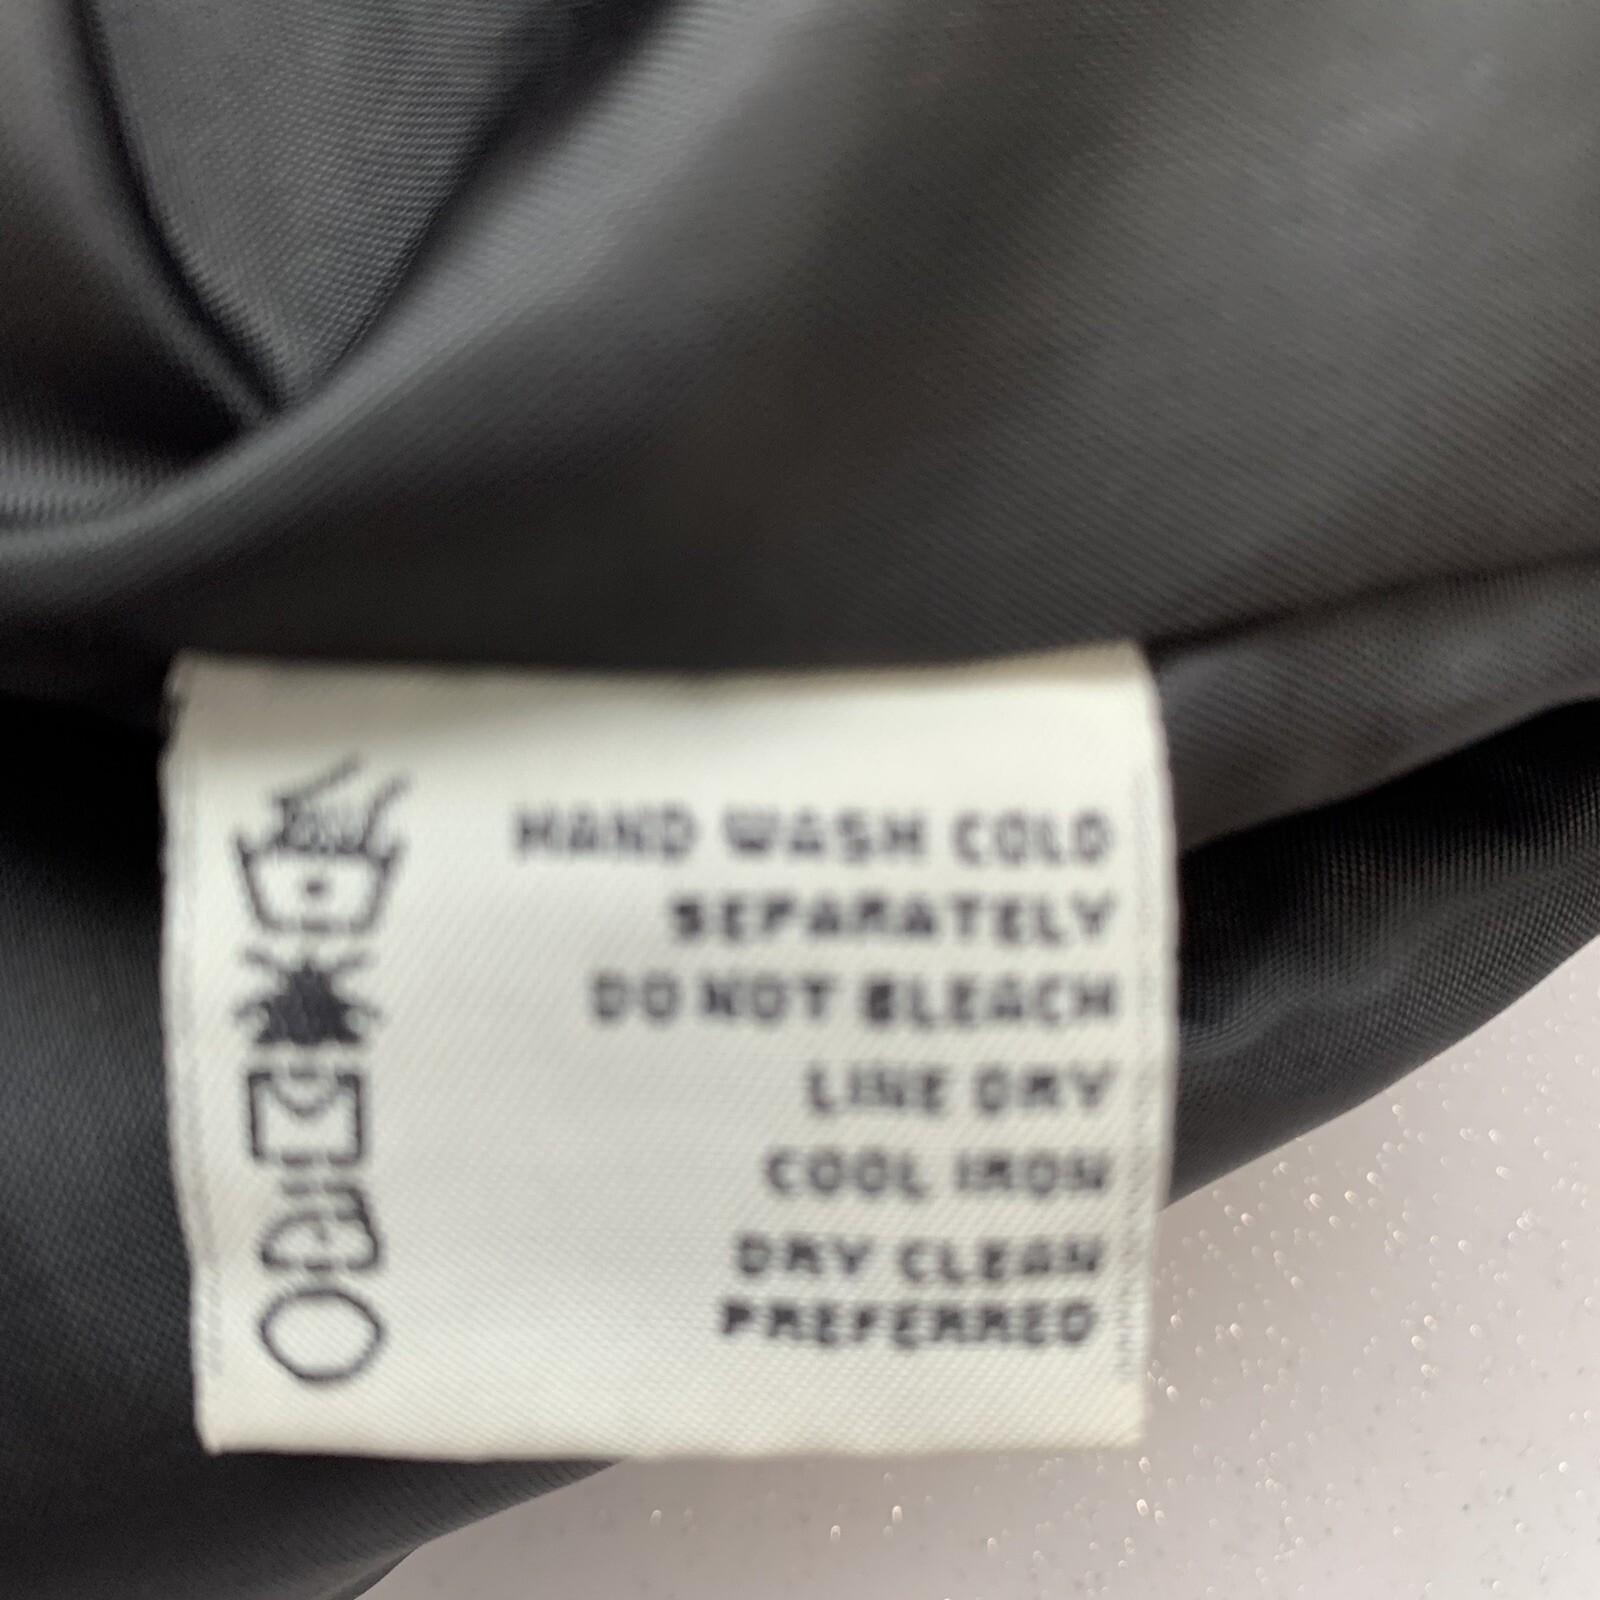 HAND WASH COLD
SEPARATELY
DO NOT BLEACH
LINE DRY
COOL IRON
DRY CLEAN
PREFERRED